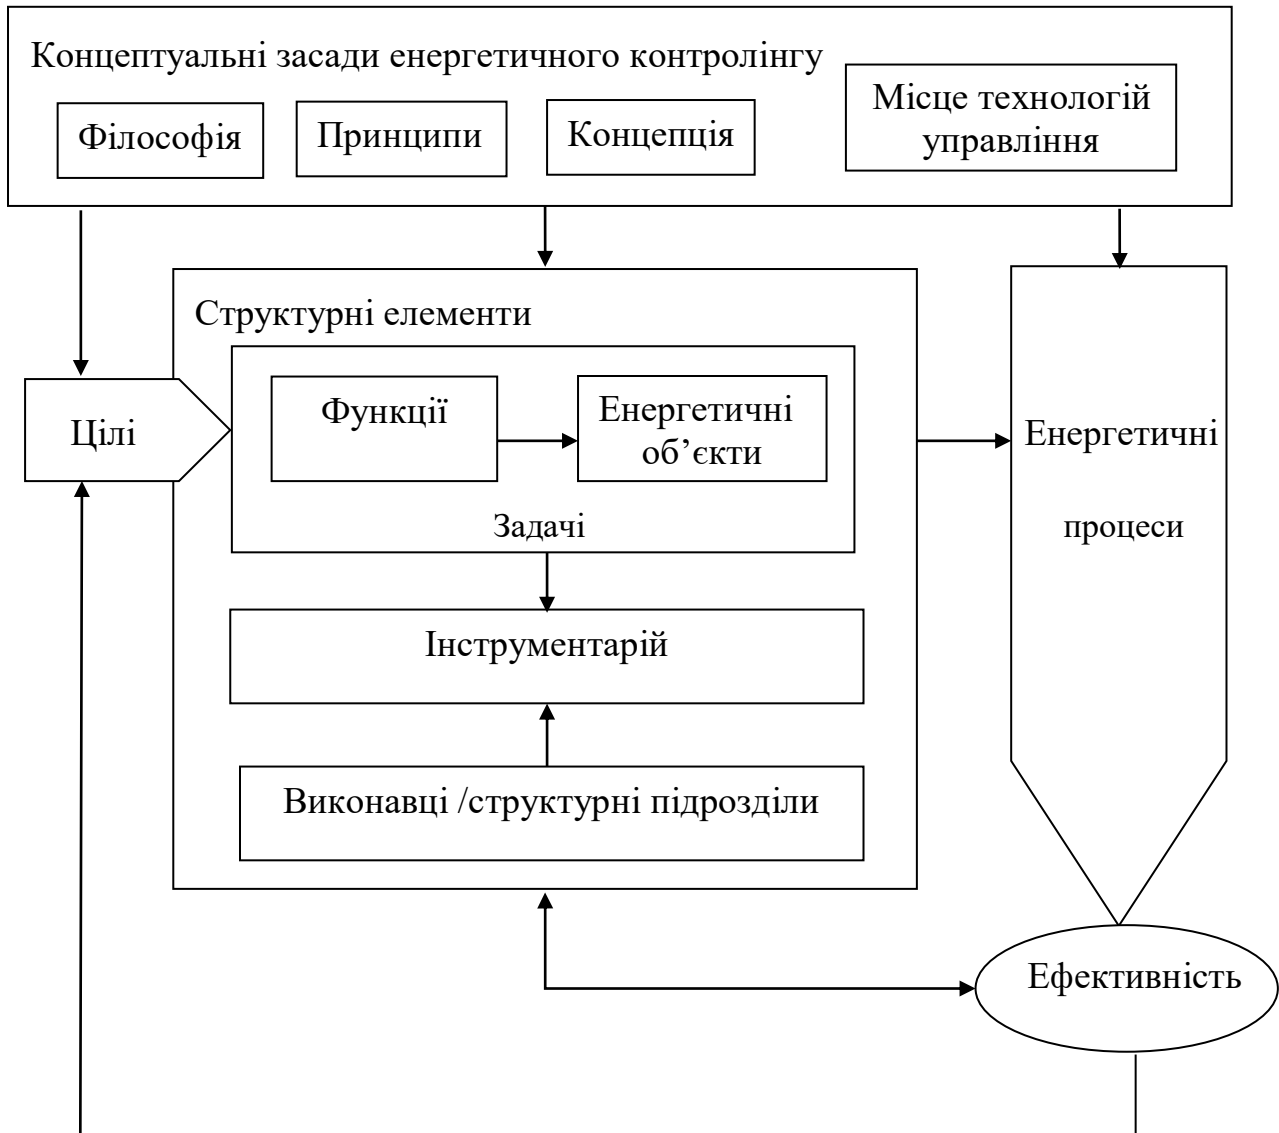 Концептуальні засади енергетичного контролінгу
Філософія
Принципи
Концепція
Місце технологій
управління
Структурні елементи
Цілі
Функції
Енергетичні
об’єкти
Задачі
Інструментарій
Виконавці /структурні підрозділи
Енергетичні
процеси
Ефективність